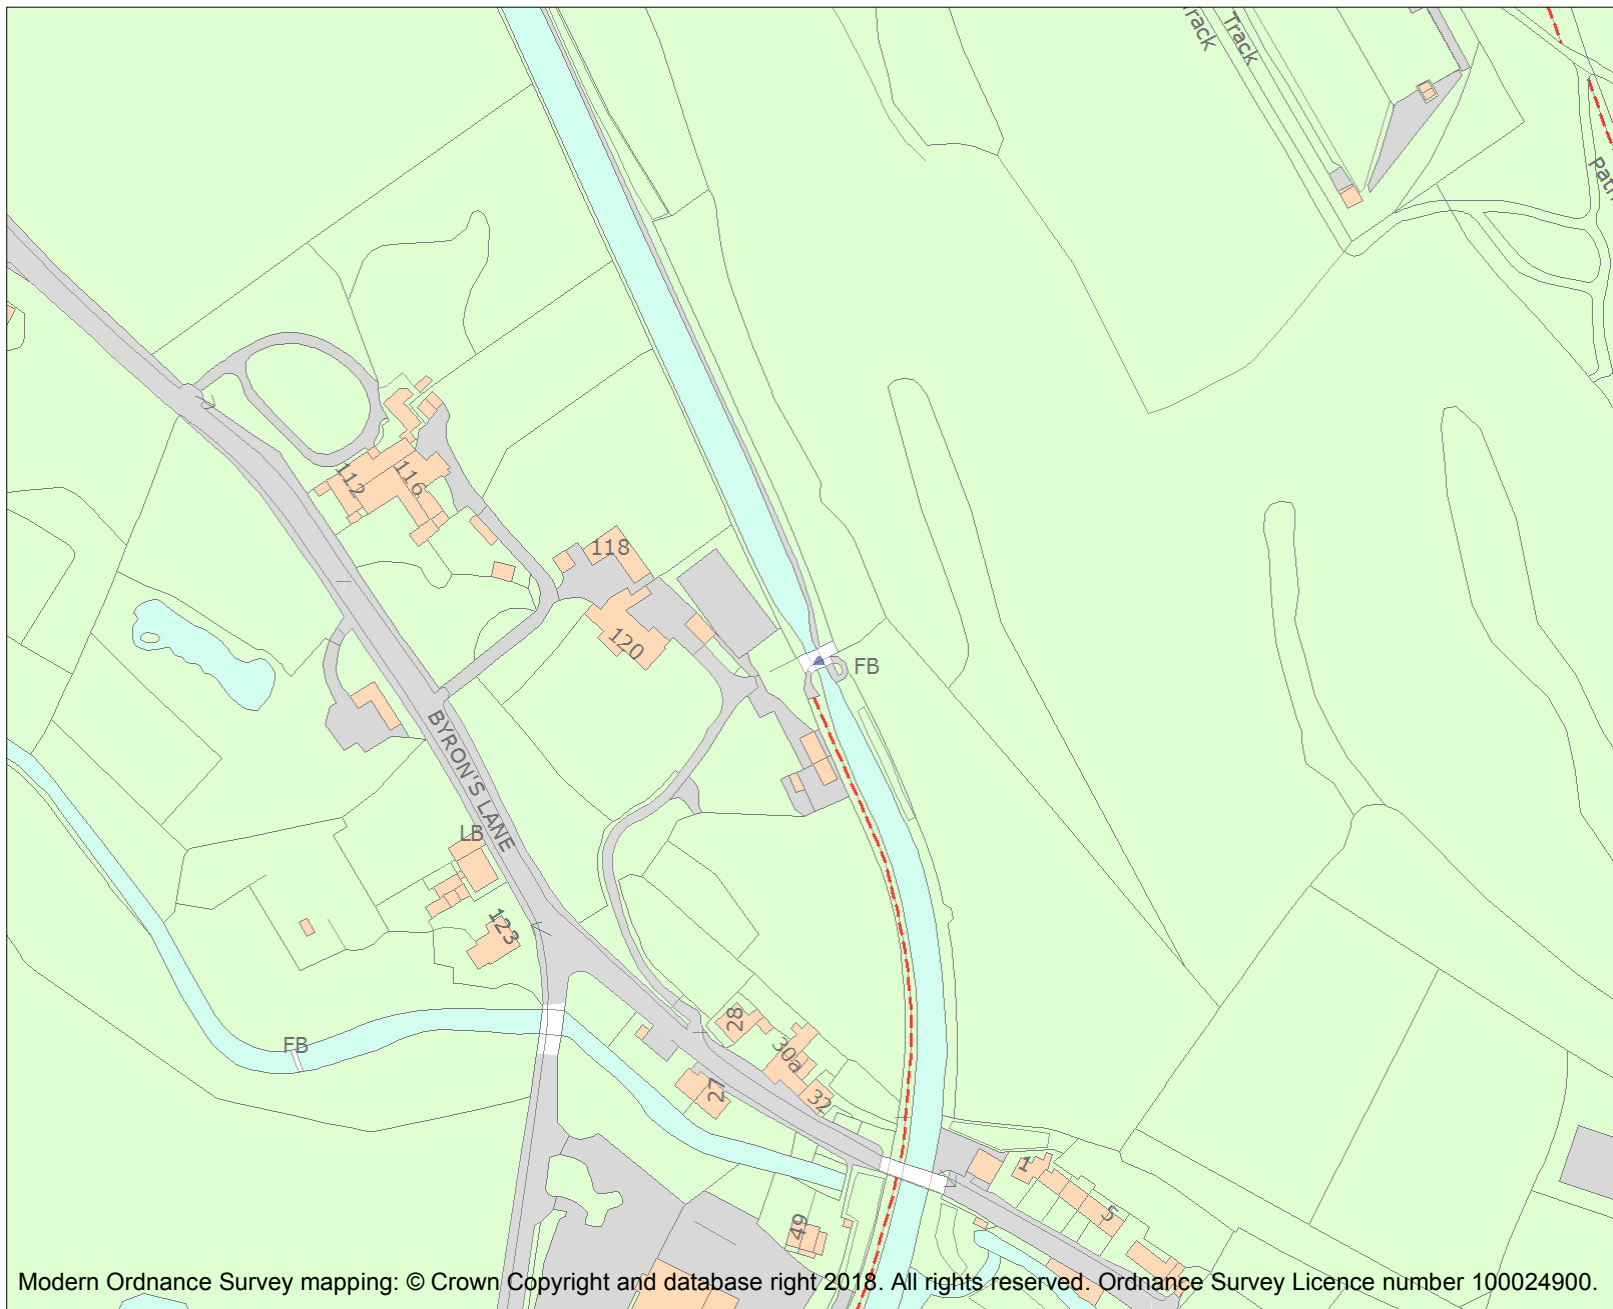 Track
Track
Path
112
116
118
120
FB
BYRON'S LANE
LB
123
FB
28
30a
32
27
1
5
49
Modern Ordnance Survey mapping: © Crown Copyright and database right 2018. All rights reserved. Ordnance Survey Licence number 100024900.